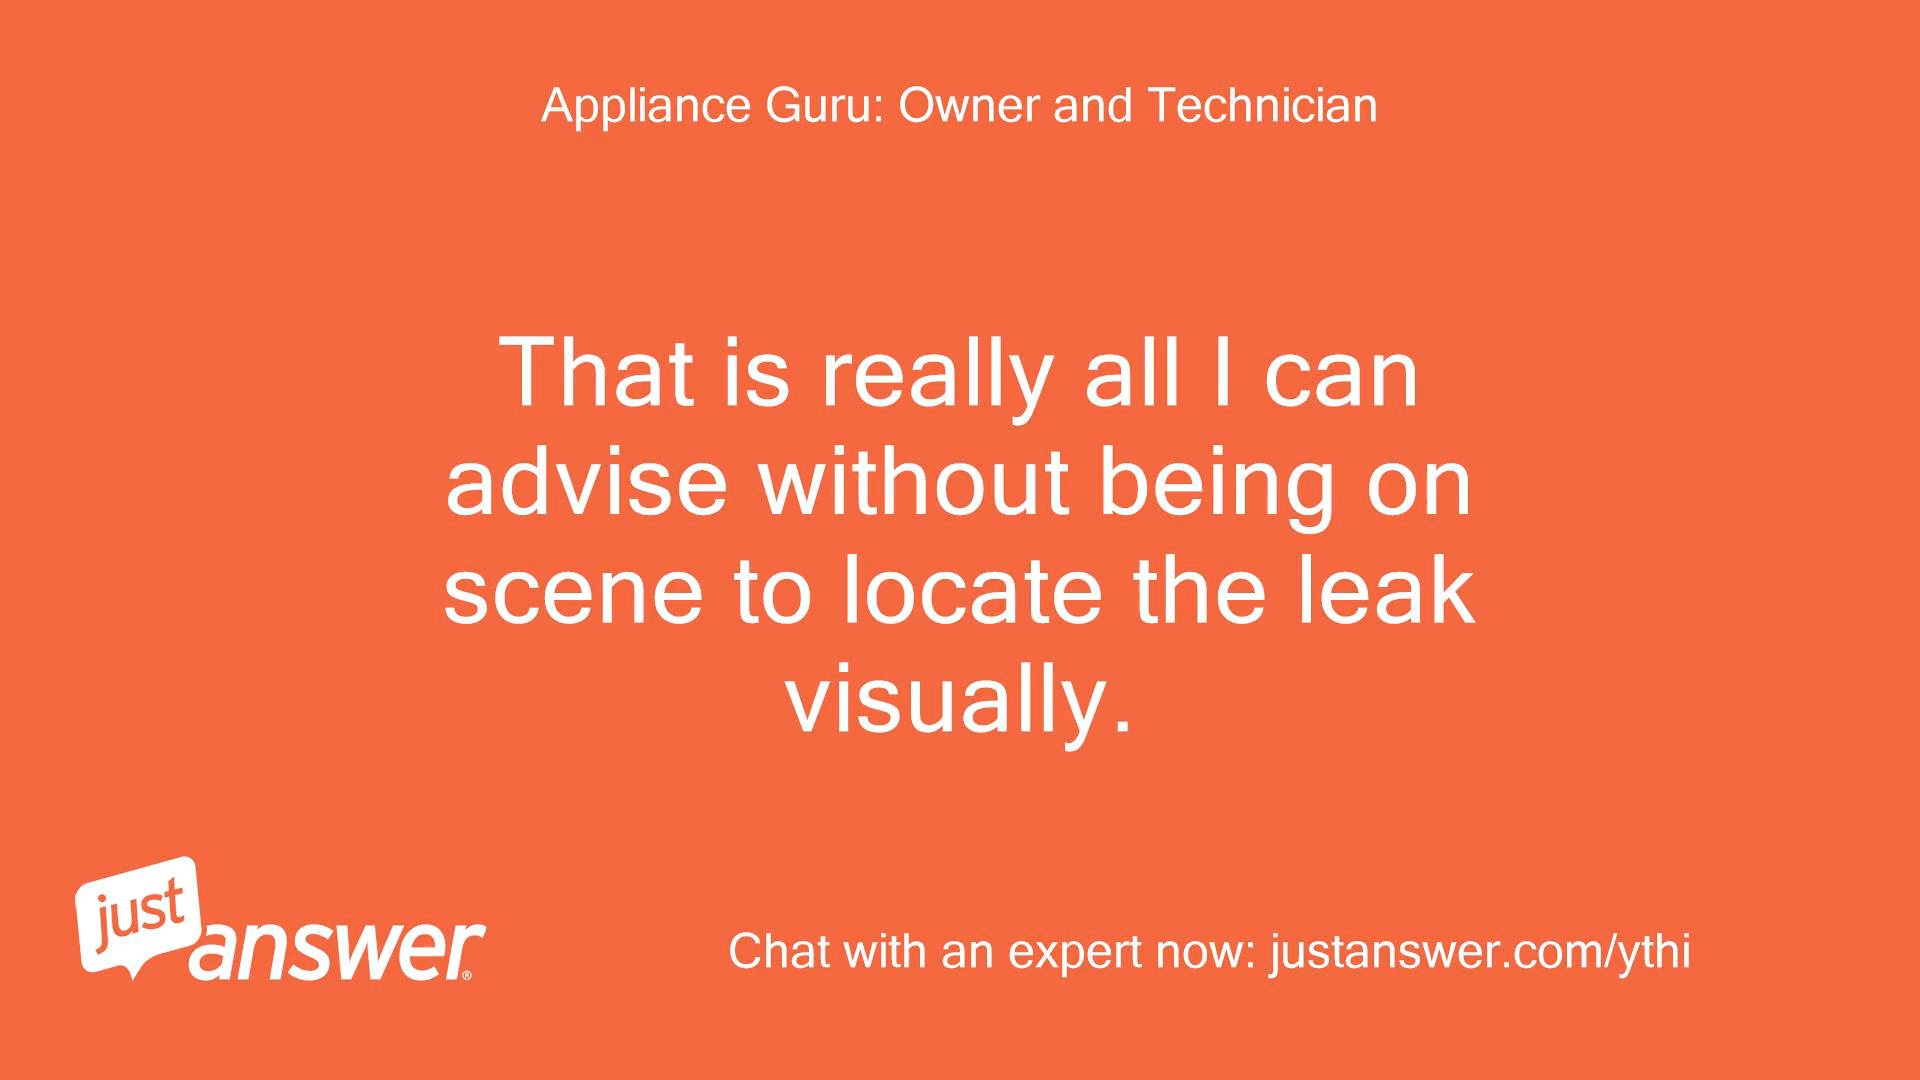 Appliance Guru: Owner and Technician
That is really all I can
advise without being on
scene to locate the leak
visually.
just
answer®
Chat with an expert now: justanswer.com/ythi